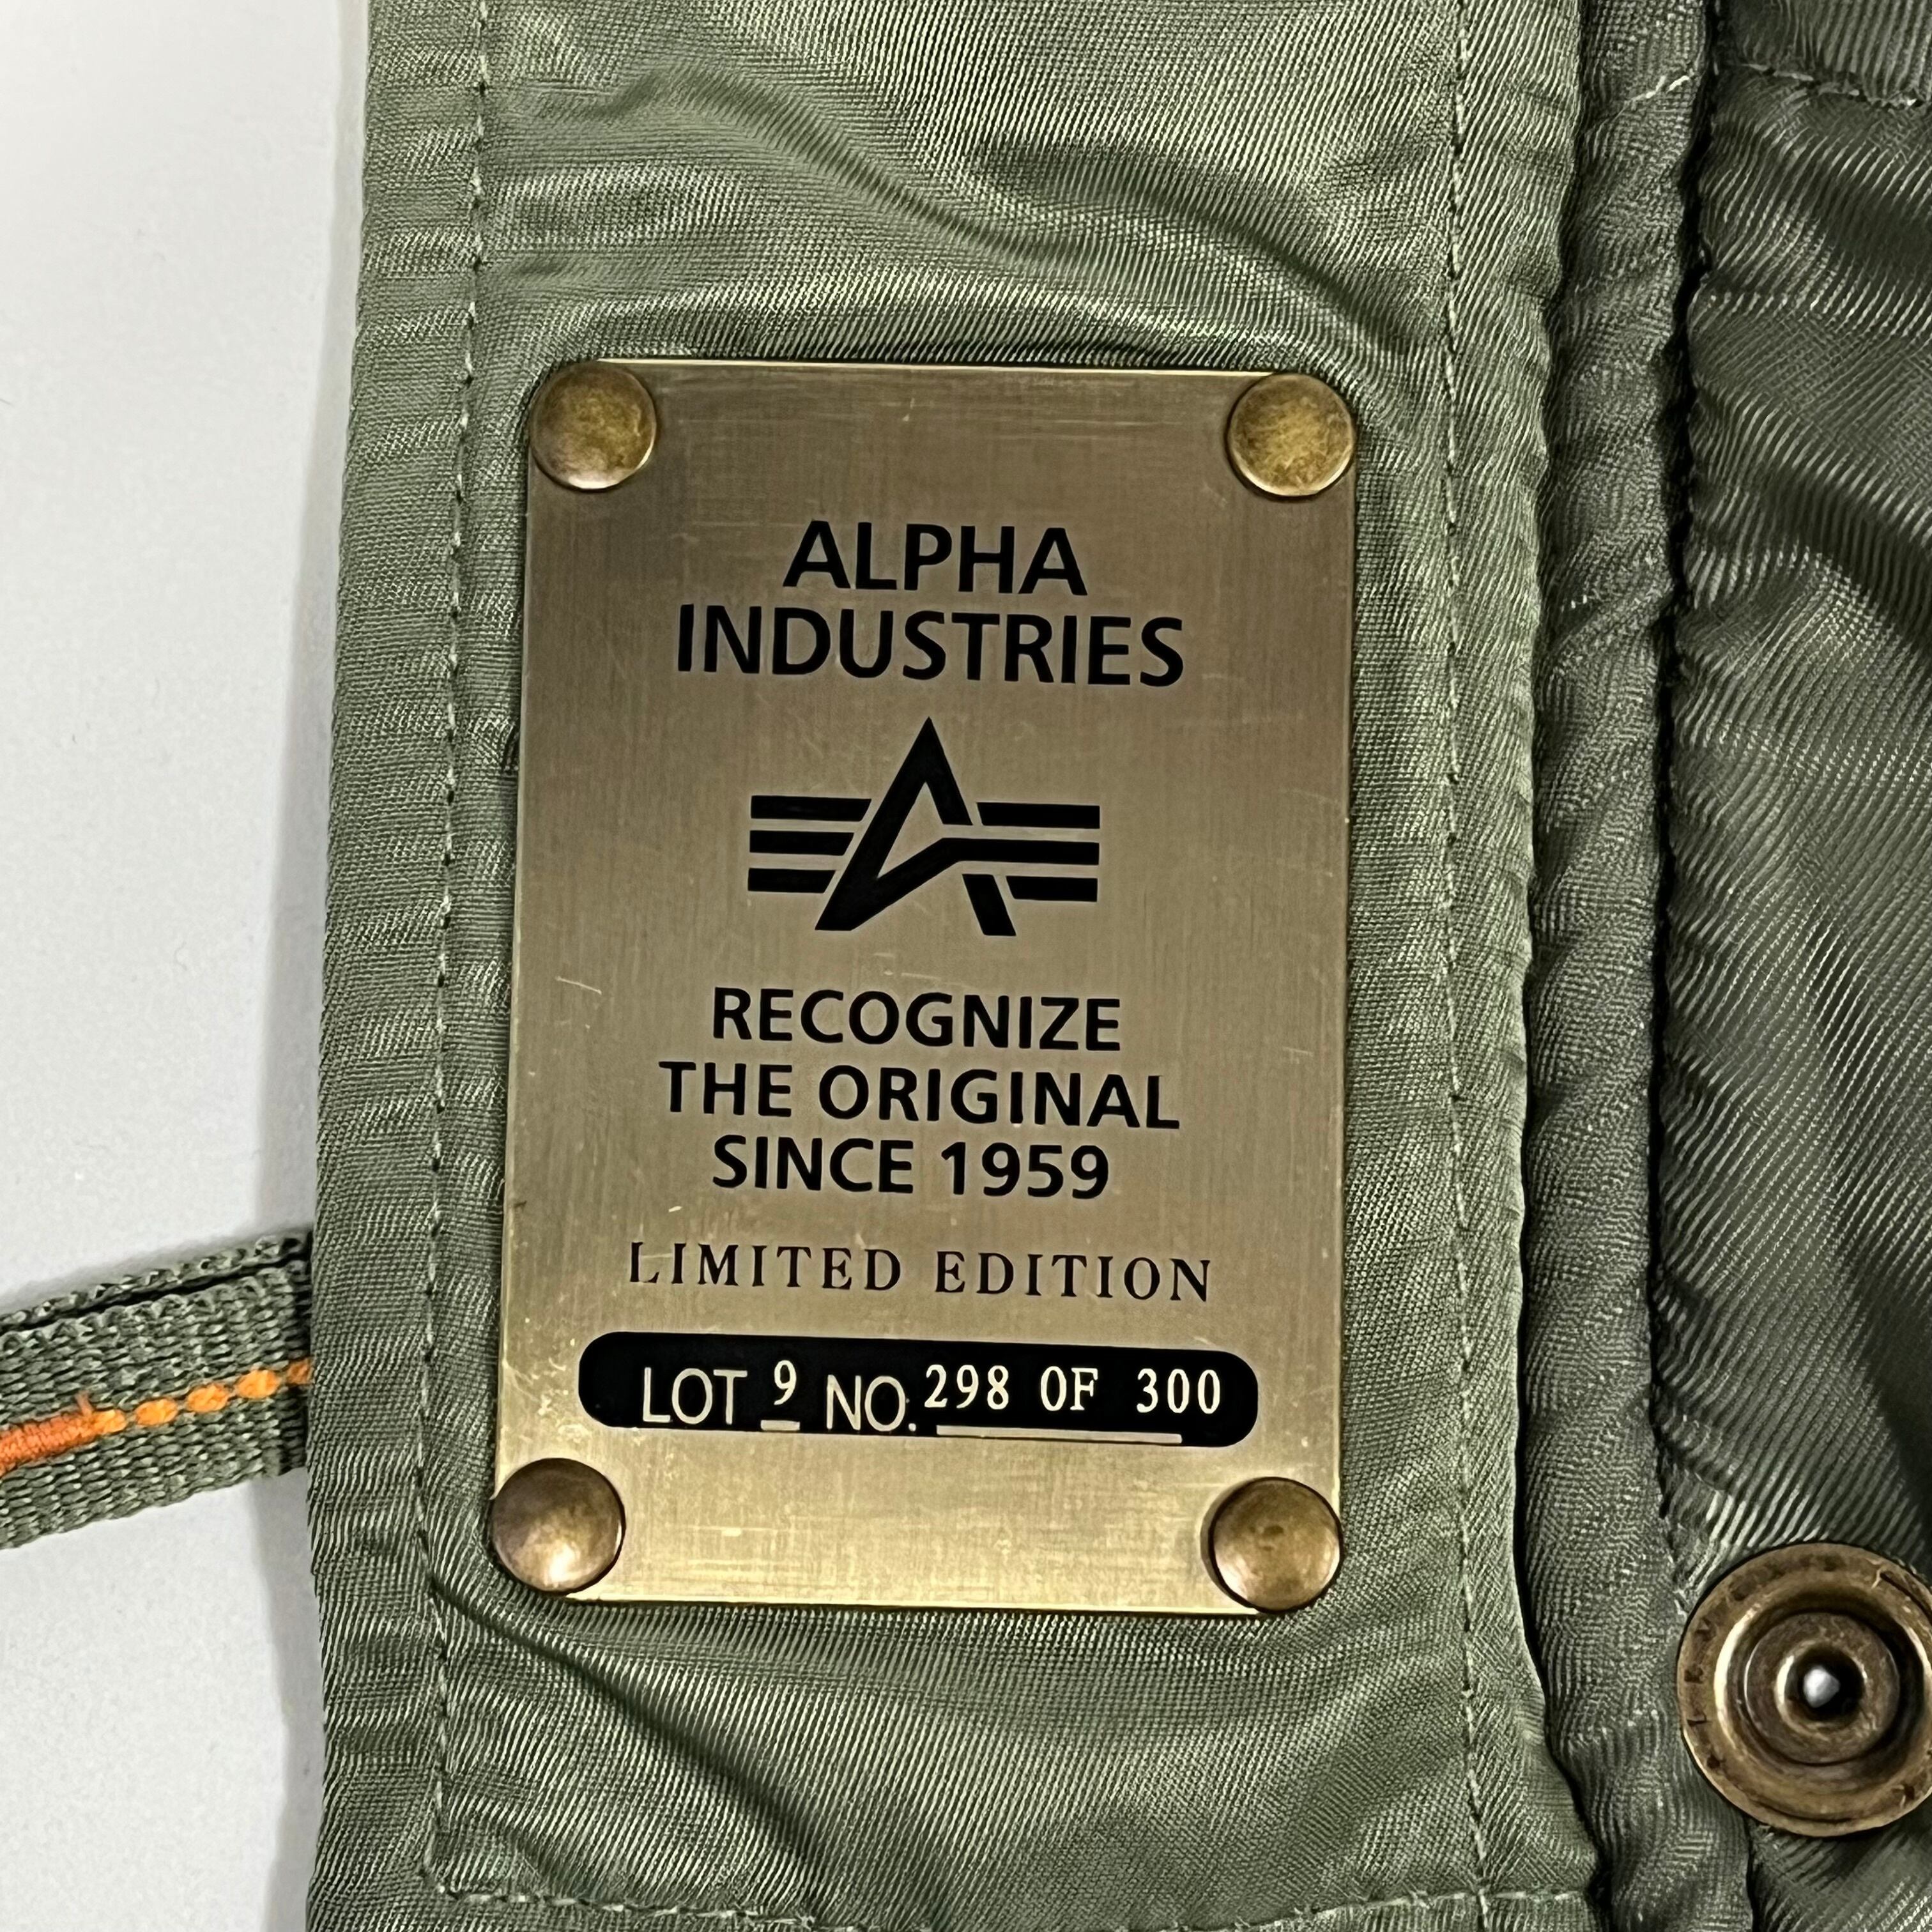 ALPHA
INDUSTRIES
RECOGNIZE
THE ORIGINAL
SINCE 1959
LIMITED EDITION
LOT 9 NO. 298 OF 300